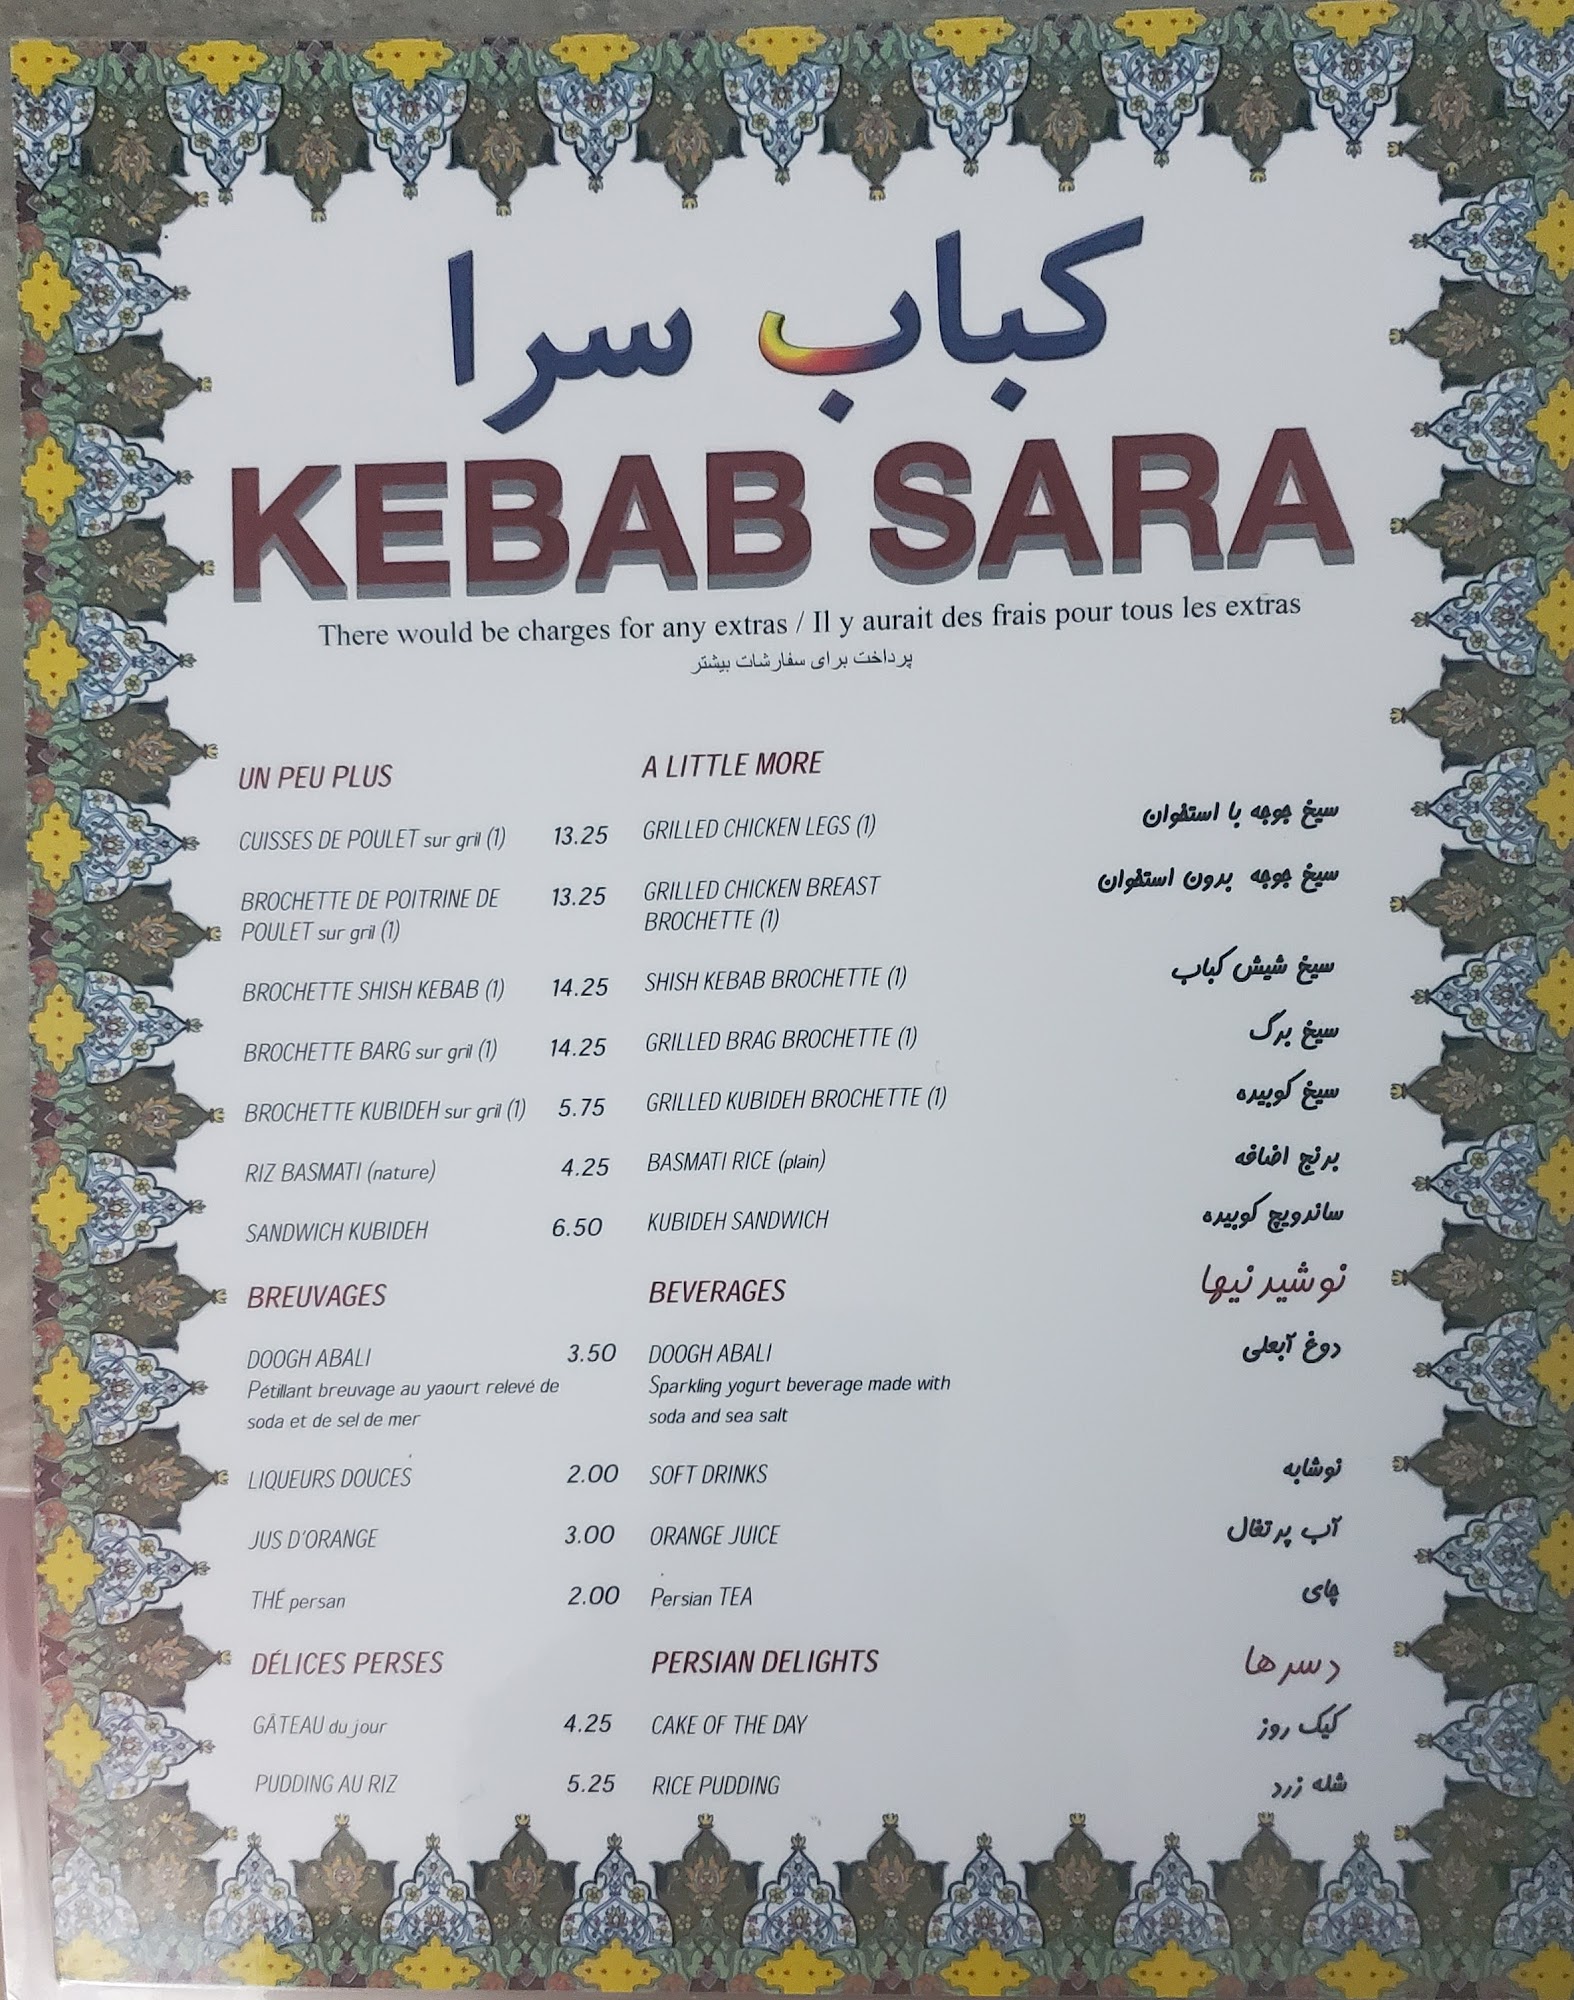 کباب سرا
KEBAB SARA
There would be charges for any extras / Il y aurait des frais pour tous les extras
پرداخت برای سفارشات بیشتر
UN PEU PLUS A LITTLE MORE
CUISSES DE POULET sur gril (1) 13.25 GRILLED CHICKEN LEGS (1) سیخ جوجه با استخوان
BROCHETTE DE POITRINE DE 13.25 GRILLED CHICKEN BREAST سیخ جوجه بدون استخوان
POULET sur gril (1) BROCHETTE (1)
BROCHETTE SHISH KEBAB (1) 14.25 SHISH KEBAB BROCHETTE (1) سیخ شیش کباب
BROCHETTE BARG sur gril (1) 14.25 GRILLED BRAG BROCHETTE (1) سیخ برگ
BROCHETTE KUBIDEH sur gril (1) 5.75 GRILLED KUBIDEH BROCHETTE (1) سیخ کوبیده
RIZ BASMATI (nature) 4.25 BASMATI RICE (plain) برنج اضافه
SANDWICH KUBIDEH 6.50 KUBIDEH SANDWICH ساندویچ کوبیده
BREUVAGES BEVERAGES نوشیدنیها
DOOGH ABALI 3.50 DOOGH ABALI دوغ آبعلی
Pétillant breuvage au yaourt relevé de Sparkling yogurt beverage made with
soda et de sel de mer soda and sea salt
LIQUEURS DOUCES 2.00 SOFT DRINKS نوشابه
JUS D'ORANGE 3.00 ORANGE JUICE آب پرتقال
THÉ persan 2.00 Persian TEA چای
DÉLICES PERSES PERSIAN DELIGHTS دسرها
GÂTEAU du jour 4.25 CAKE OF THE DAY کیک روز
PUDDING AU RIZ 5.25 RICE PUDDING شله زرد